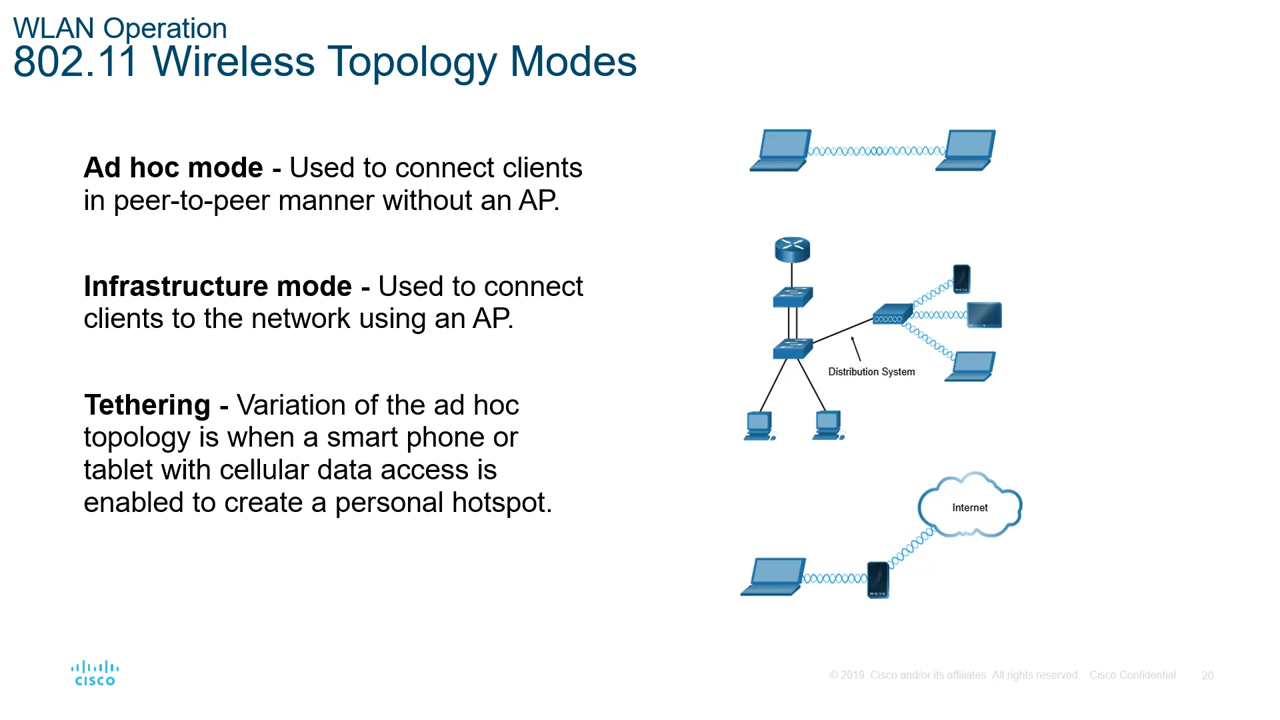 WLAN Operation
802.11 Wireless Topology Modes
Ad hoc mode - Used to connect clients
in peer-to-peer manner without an AP.
Infrastructure mode - Used to connect
clients to the network using an AP.
Tethering - Variation of the ad hoc
topology is when a smart phone or
tablet with cellular data access is
enabled to create a personal hotspot.
Distribution System
Internet
CISCO
© 2019 Cisco and/or its affiliates. All rights reserved. Cisco Confidential
20